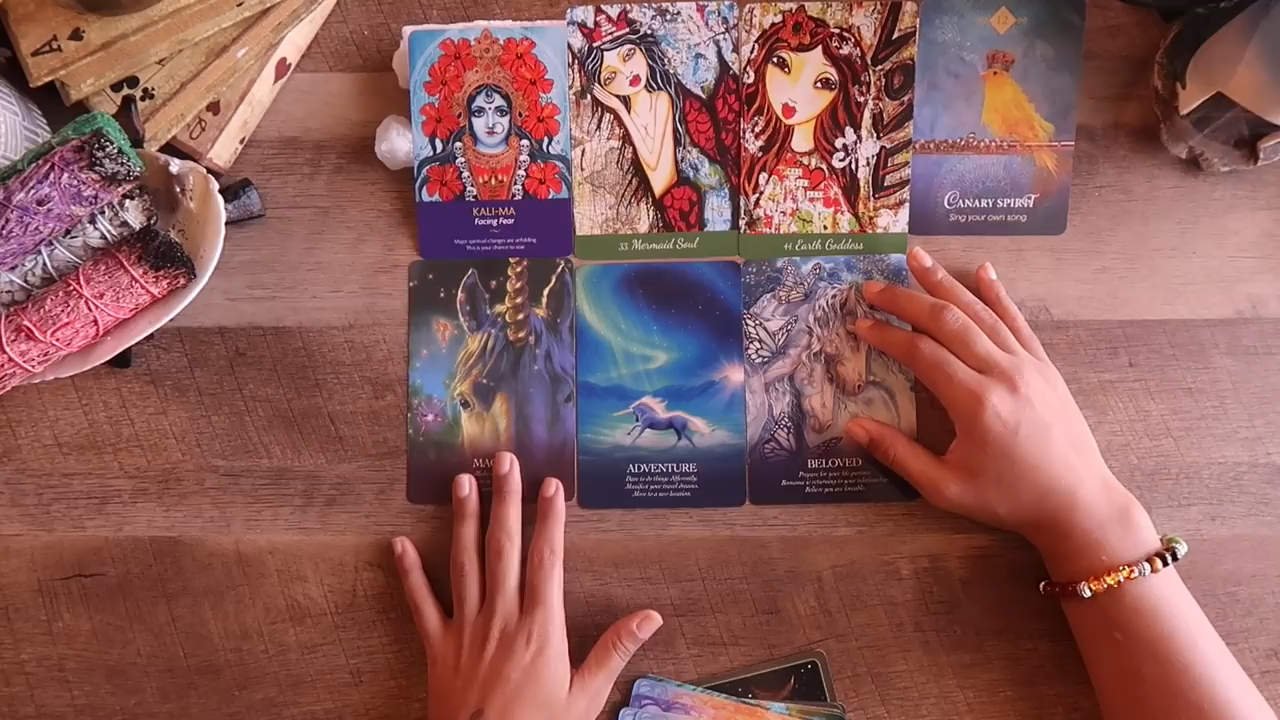 A
KALI-MA
Facing Fear
Major spiritual changes are unfolding.
This is your chance to soar
33 Mermaid Soul
LOVE
44 Earth Goddess
12
CANARY SPIRIT
Sing your own song
MAG
ADVENTURE
Dare to do things differently.
Manifest your travel dreams.
Move to a new location.
BELOVED
Prepare for your life partner.
Romance is returning to your relationship.
Believe you are lovable.